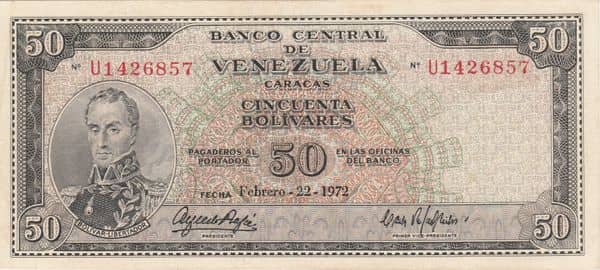 50 50
BANCO CENTRAL
DE
VENEZUELA
Nº U1426857 Nº U1426857
CARACAS
CINCUENTA
BOLÍVARES
PAGADEROS AL EN LAS OFICINAS
PORTADOR 50 DEL BANCO
FECHA Febrero-22-1972
BOLIVAR-LIBERTADOR
PRESIDENTE PRIMER VICE-PRESIDENTE
50 50